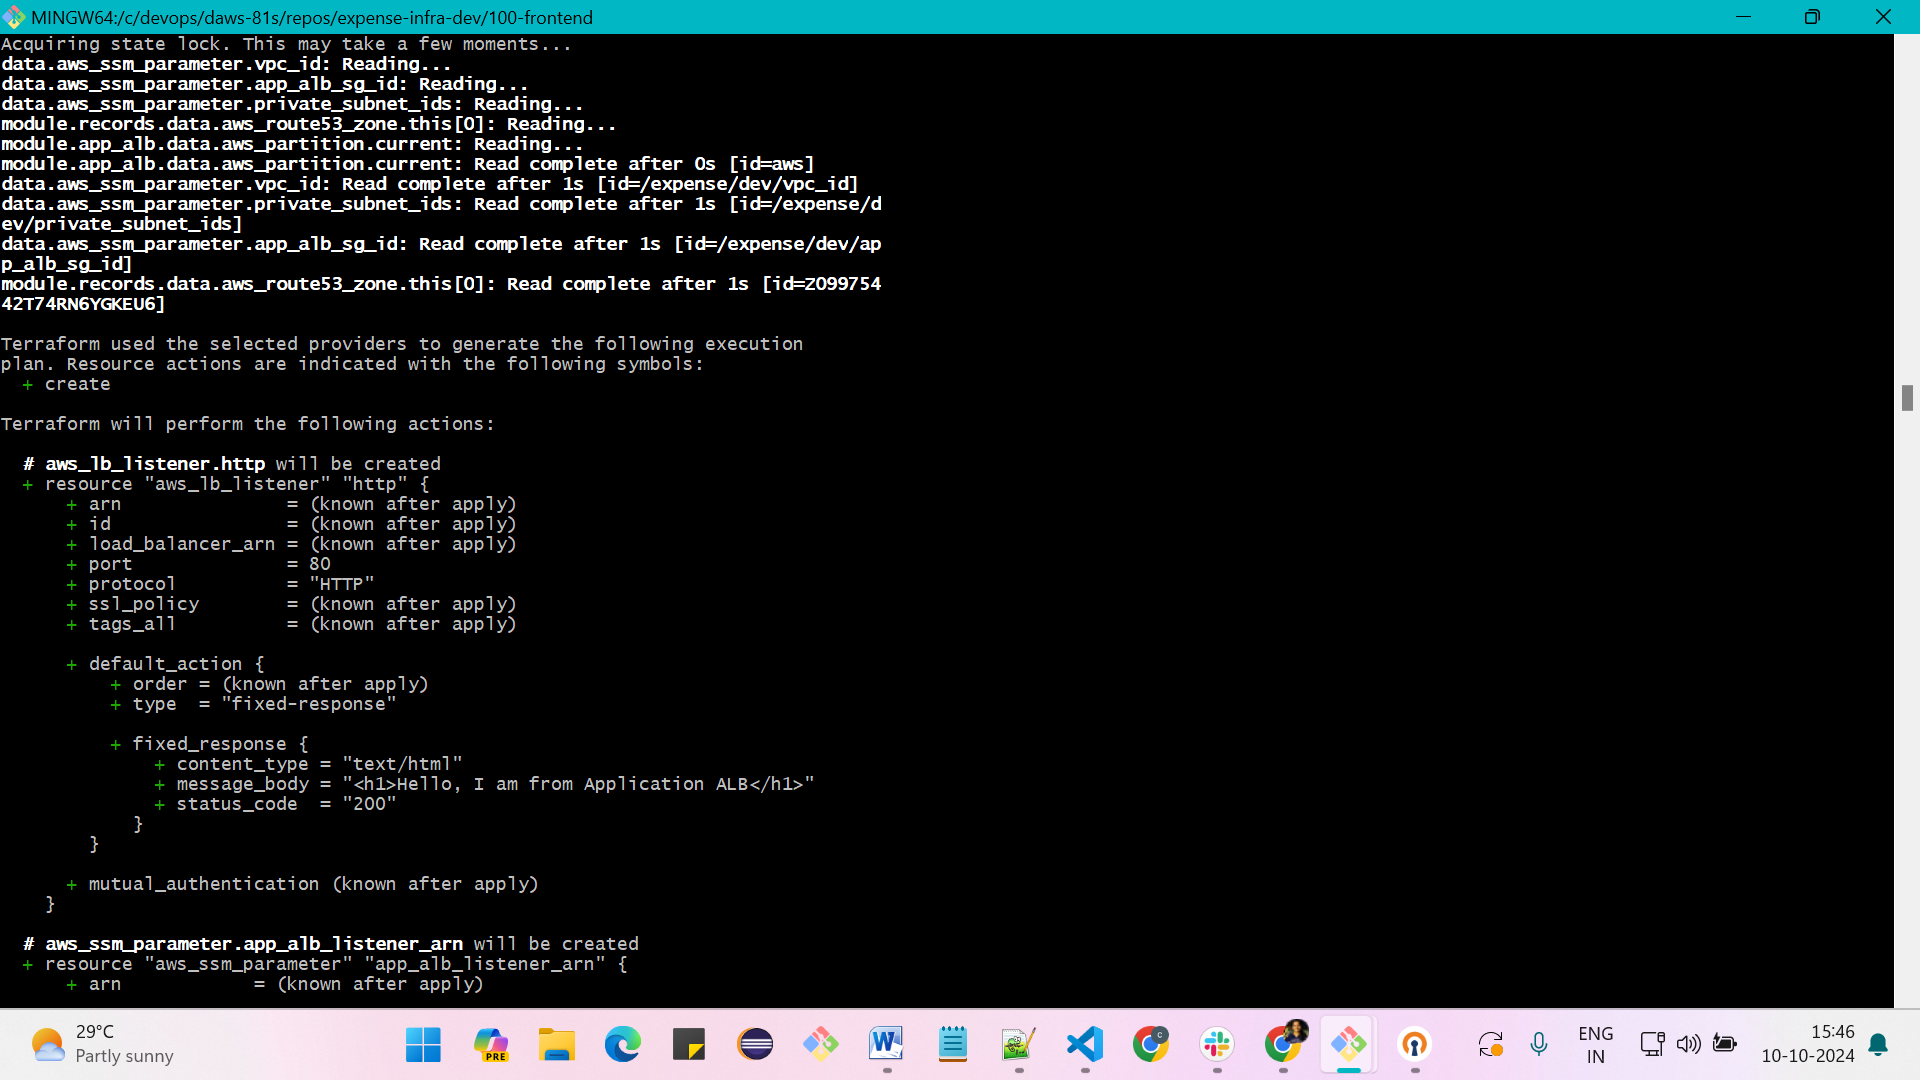 MINGW64:/c/devops/daws-81s/repos/expense-infra-dev/100-frontend
Acquiring state lock. This may take a few moments...
data.aws_ssm_parameter.vpc_id: Reading...
data.aws_ssm_parameter.app_alb_sg_id: Reading...
data.aws_ssm_parameter.private_subnet_ids: Reading...
module.records.data.aws_route53_zone.this[0]: Reading...
module.app_alb.data.aws_partition.current: Reading...
module.app_alb.data.aws_partition.current: Read complete after 0s [id=aws]
data.aws_ssm_parameter.vpc_id: Read complete after 1s [id=/expense/dev/vpc_id]
data.aws_ssm_parameter.private_subnet_ids: Read complete after 1s [id=/expense/d
ev/private_subnet_ids]
data.aws_ssm_parameter.app_alb_sg_id: Read complete after 1s [id=/expense/dev/ap
p_alb_sg_id]
module.records.data.aws_route53_zone.this[0]: Read complete after 1s [id=Z099754
42T74RN6YGKEU6]
Terraform used the selected providers to generate the following execution
plan. Resource actions are indicated with the following symbols:
  + create
Terraform will perform the following actions:
  # aws_lb_listener.http will be created
  + resource "aws_lb_listener" "http" {
      + arn               = (known after apply)
      + id                = (known after apply)
      + load_balancer_arn = (known after apply)
      + port              = 80
      + protocol          = "HTTP"
      + ssl_policy        = (known after apply)
      + tags_all          = (known after apply)
      + default_action {
          + order = (known after apply)
          + type  = "fixed-response"
          + fixed_response {
              + content_type = "text/html"
              + message_body = "<h1>Hello, I am from Application ALB</h1>"
              + status_code  = "200"
            }
        }
      + mutual_authentication (known after apply)
    }
  # aws_ssm_parameter.app_alb_listener_arn will be created
  + resource "aws_ssm_parameter" "app_alb_listener_arn" {
      + arn            = (known after apply)
29°C
Partly sunny
PRE
W
C
ENG
IN
15:46
10-10-2024